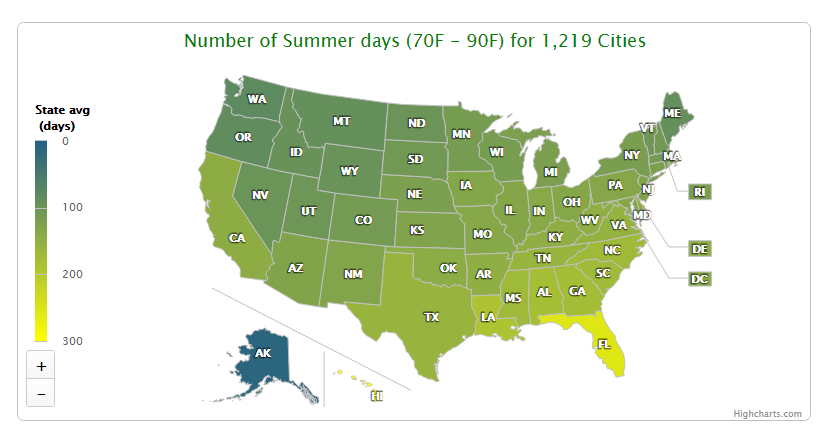 Number of Summer days (70F - 90F) for 1,219 Cities
State avg
(days)
0
100
200
300
+
−
WA
OR
CA
NV
ID
MT
WY
UT
CO
AZ
NM
ND
SD
NE
KS
OK
TX
MN
IA
MO
AR
LA
WI
IL
MI
IN
OH
KY
TN
MS
AL
GA
FL
SC
NC
VA
WV
PA
NY
VT
ME
MA
RI
NJ
MD
DE
DC
AK
HI
Highcharts.com